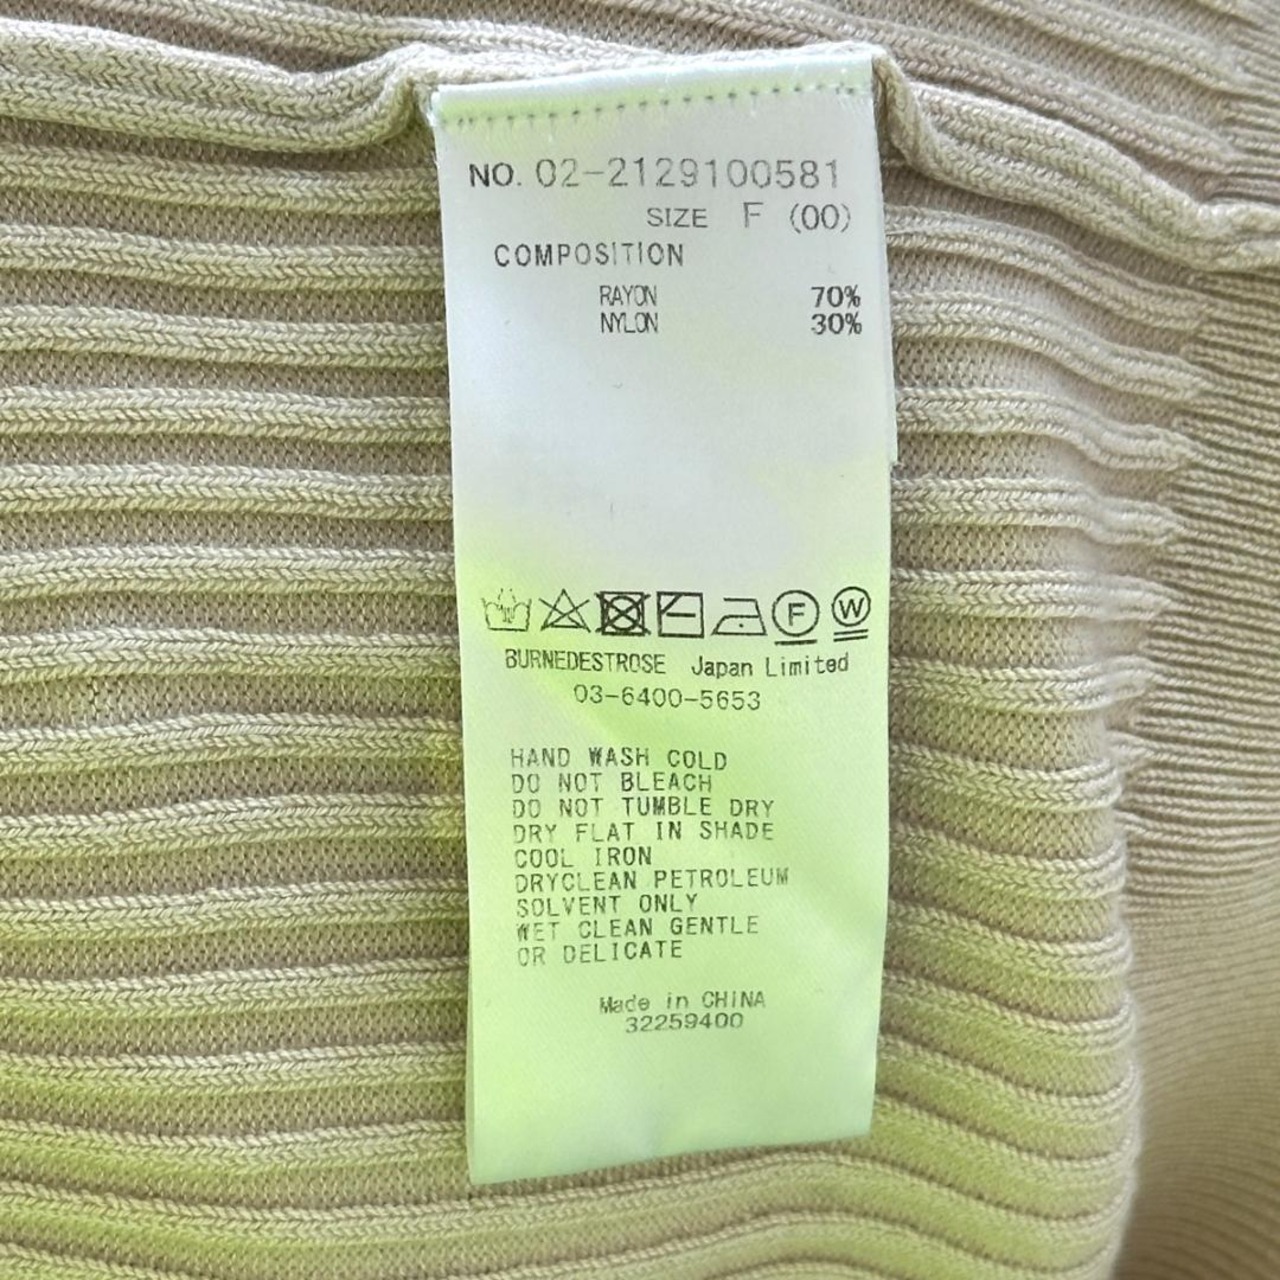 NO. 02-2129100581
SIZE F (00)
COMPOSITION
RAYON 70%
NYLON 30%
F W
BURNEDESTROSE Japan Limited
03-6400-5653
HAND WASH COLD
DO NOT BLEACH
DO NOT TUMBLE DRY
DRY FLAT IN SHADE
COOL IRON
DRYCLEAN PETROLEUM
SOLVENT ONLY
WET CLEAN GENTLE
OR DELICATE
Made in CHINA
32259400